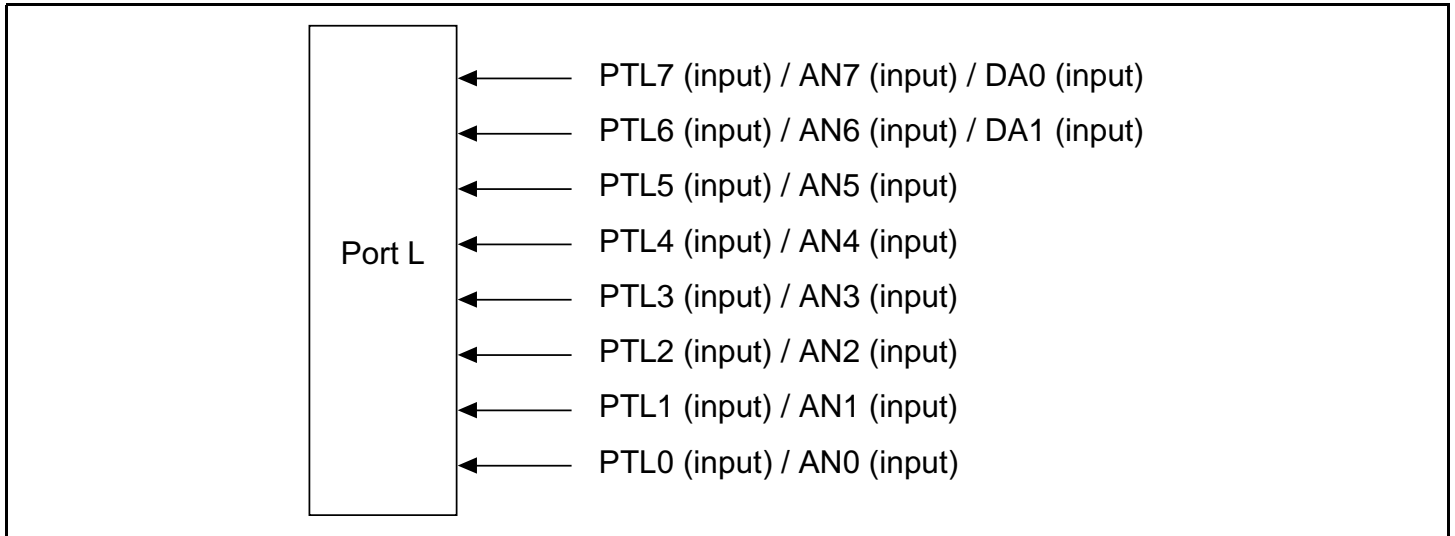 PTL7 (input) / AN7 (input) / DA0 (input)
PTL6 (input) / AN6 (input) / DA1 (input)
PTL5 (input) / AN5 (input)
Port L
PTL4 (input) / AN4 (input)
PTL3 (input) / AN3 (input)
PTL2 (input) / AN2 (input)
PTL1 (input) / AN1 (input)
PTL0 (input) / AN0 (input)